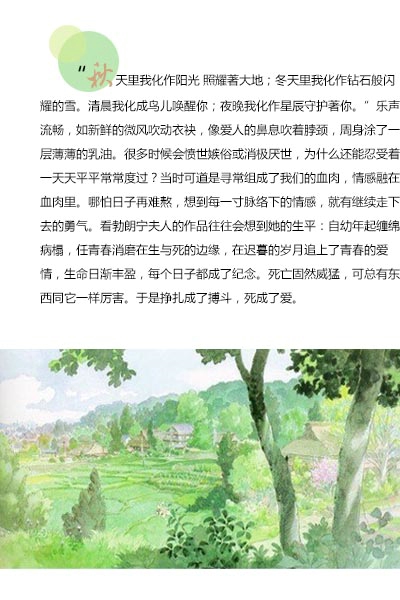 “秋天里我化作阳光 照耀著大地；冬天里我化作钻石般闪
耀的雪。清晨我化成鸟儿唤醒你；夜晚我化作星辰守护著你。”乐声
流畅，如新鲜的微风吹动衣袂，像爱人的鼻息吹着脖颈，周身涂了一
层薄薄的乳油。很多时候会愤世嫉俗或消极厌世，为什么还能忍受着
一天天平平常常度过？当时可道是寻常组成了我们的血肉，情感融在
血肉里。哪怕日子再难熬，想到每一寸脉络下的情感，就有继续走下
去的勇气。看勃朗宁夫人的作品往往会想到她的生平：自幼年起缠绵
病榻，任青春消磨在生与死的边缘，在迟暮的岁月追上了青春的爱
情，生命日渐丰盈，每个日子都成了纪念。死亡固然威猛，可总有东
西同它一样厉害。于是挣扎成了搏斗，死成了爱。